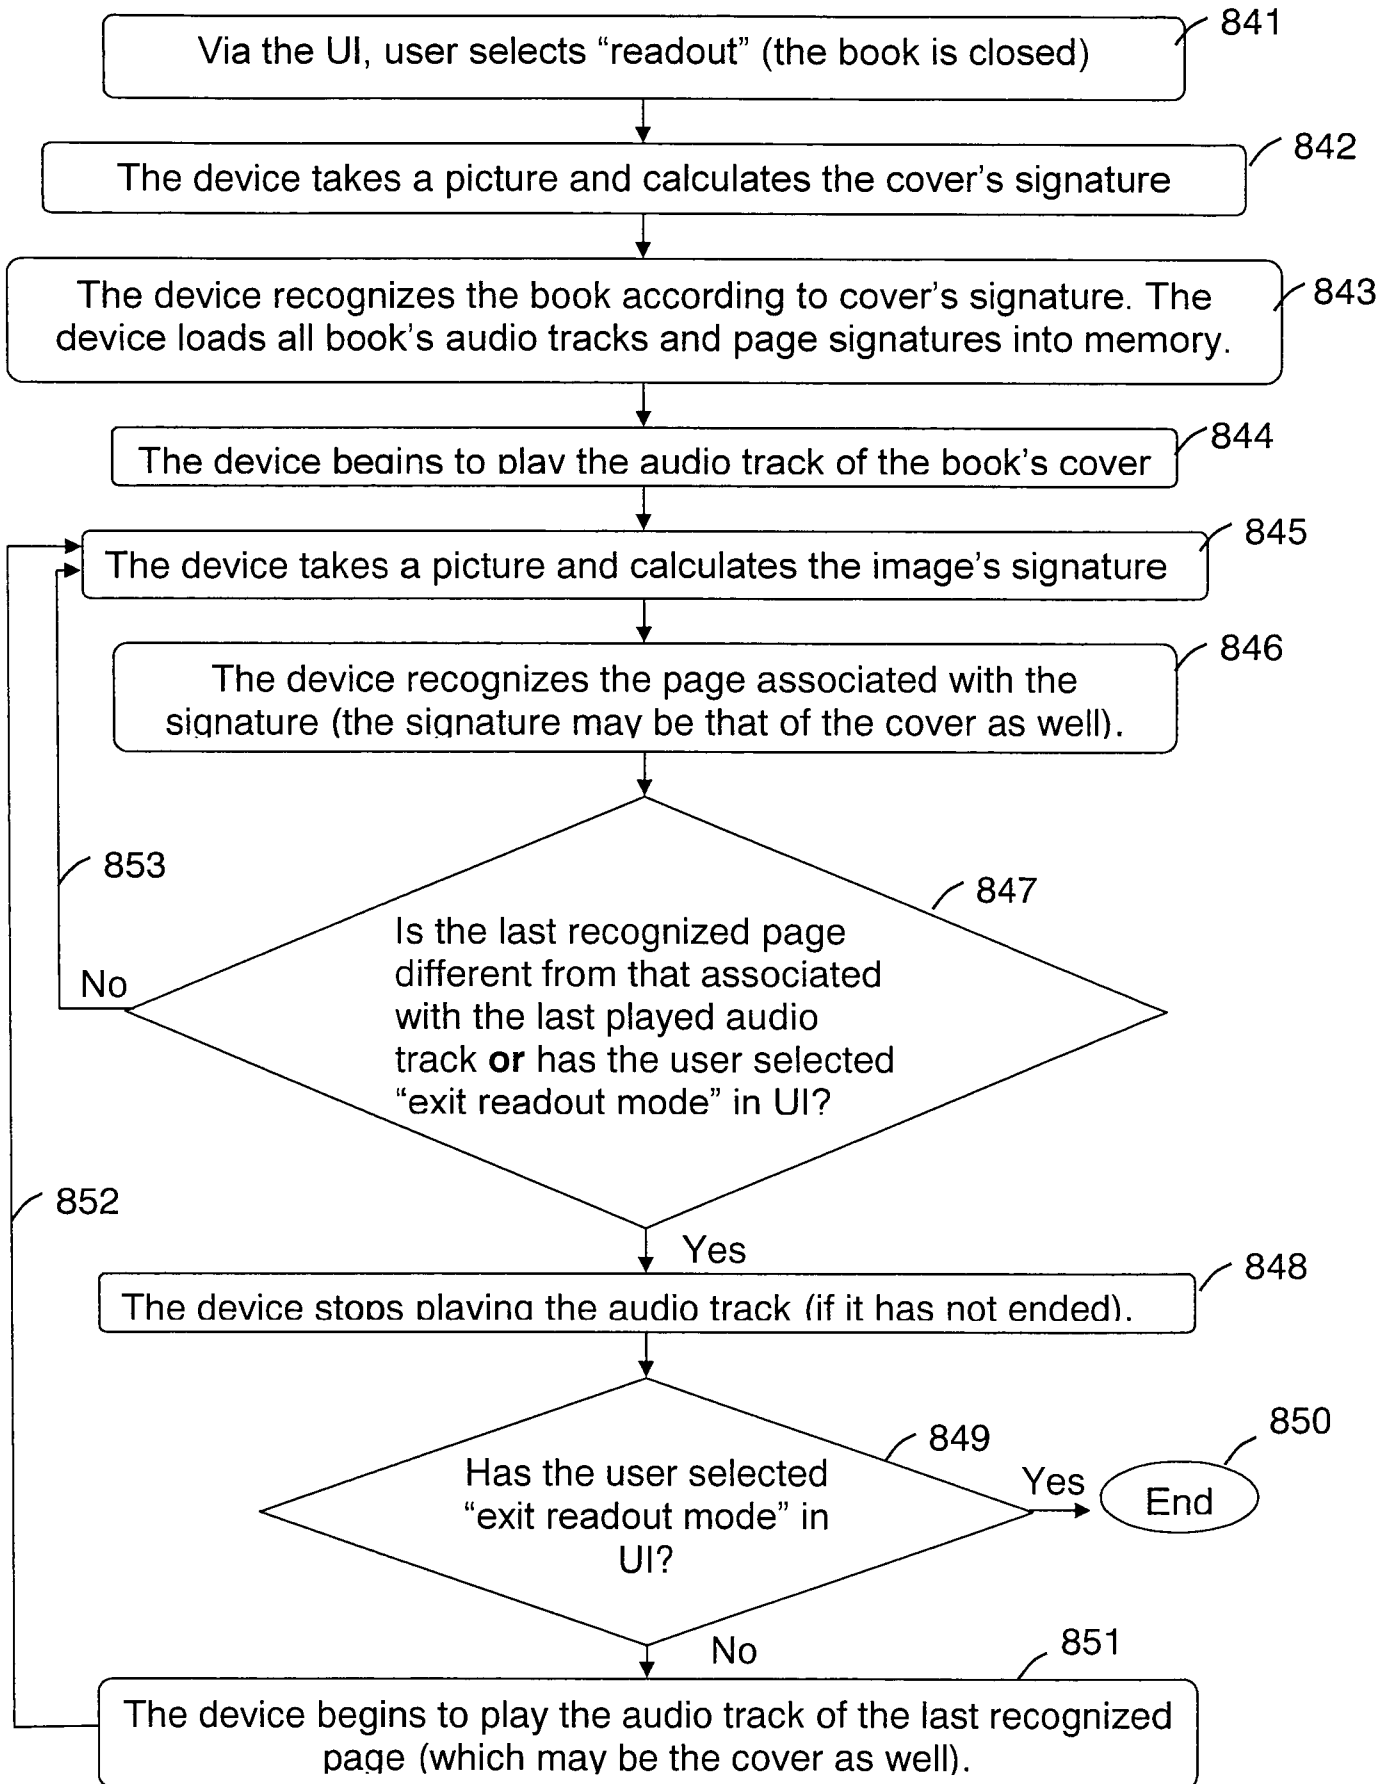 841
Via the UI, user selects “readout” (the book is closed)
842
The device takes a picture and calculates the cover’s signature
843
The device recognizes the book according to cover’s signature. The
device loads all book’s audio tracks and page signatures into memory.
844
The device begins to play the audio track of the book’s cover
845
The device takes a picture and calculates the image’s signature
846
The device recognizes the page associated with the
signature (the signature may be that of the cover as well).
853
847
Is the last recognized page
different from that associated
with the last played audio
track or has the user selected
“exit readout mode” in UI?
No
852
Yes
848
The device stops playing the audio track (if it has not ended).
849
850
Has the user selected
“exit readout mode” in
UI?
Yes
End
No
851
The device begins to play the audio track of the last recognized
page (which may be the cover as well).